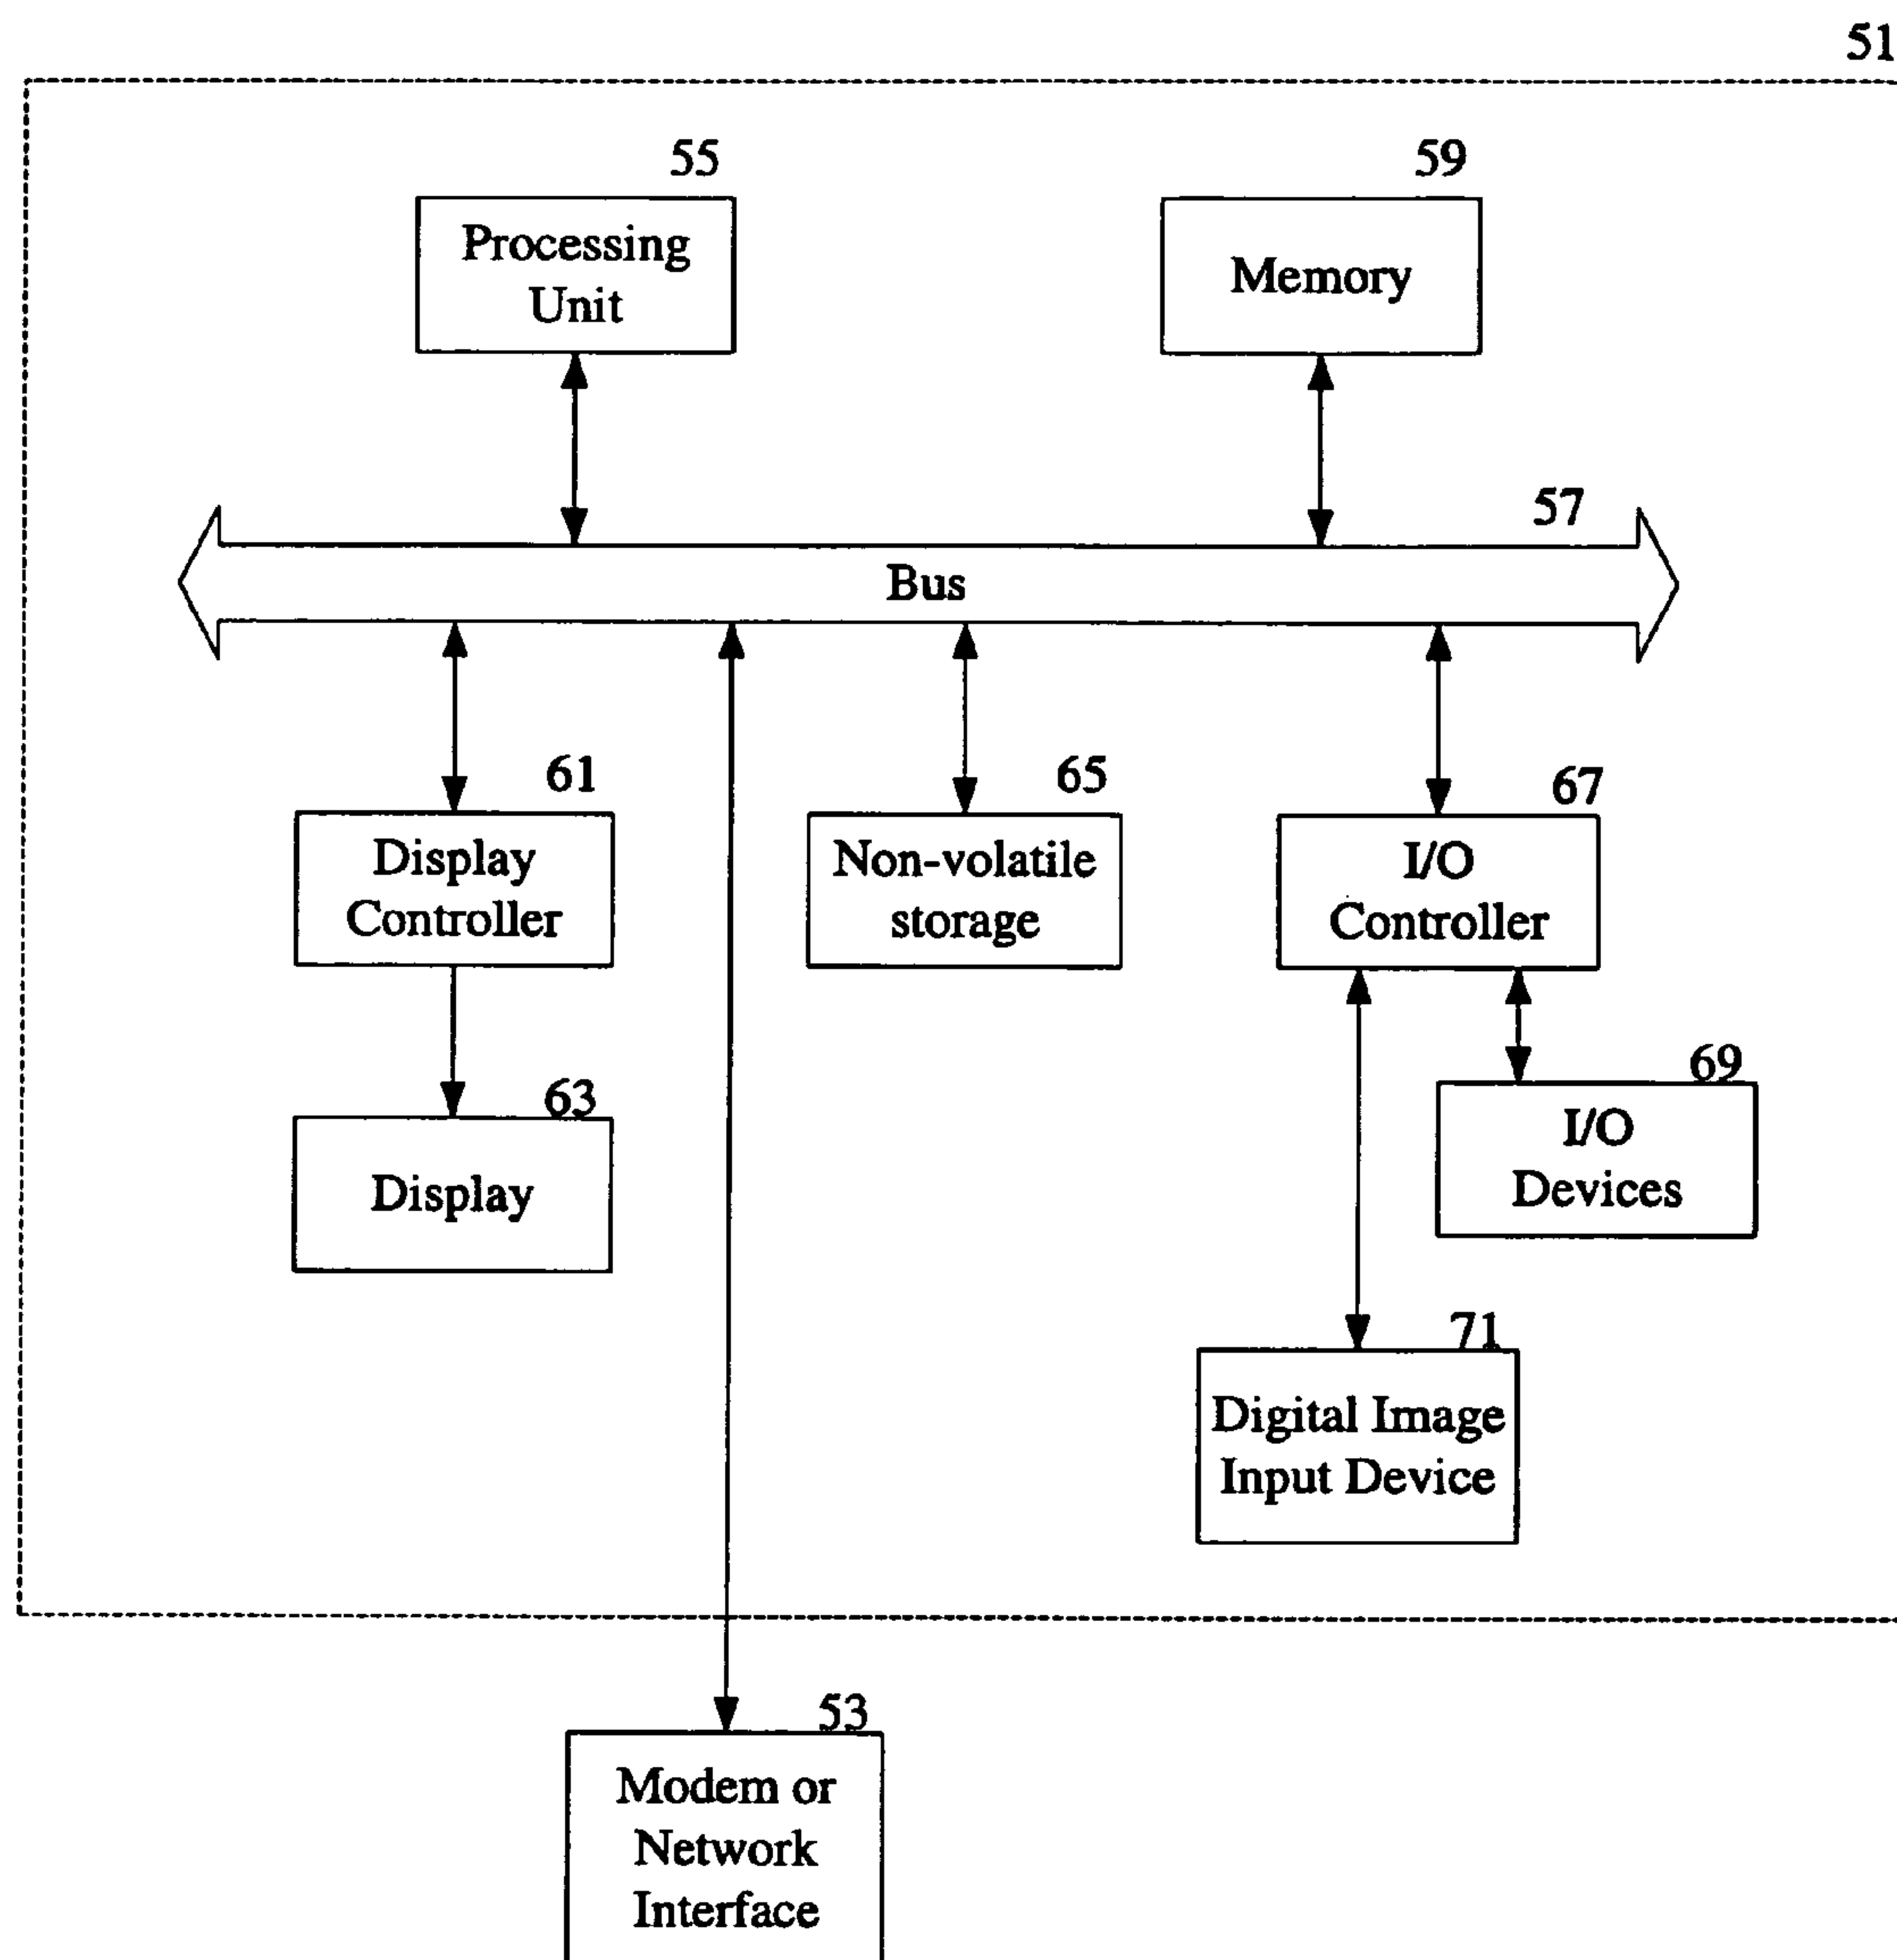 51
55
59
Processing
Unit
Memory
57
Bus
61
65
67
Display
Controller
Non-volatile
storage
I/O
Controller
63
69
Display
I/O
Devices
71
Digital Image
Input Device
53
Modem or
Network
Interface